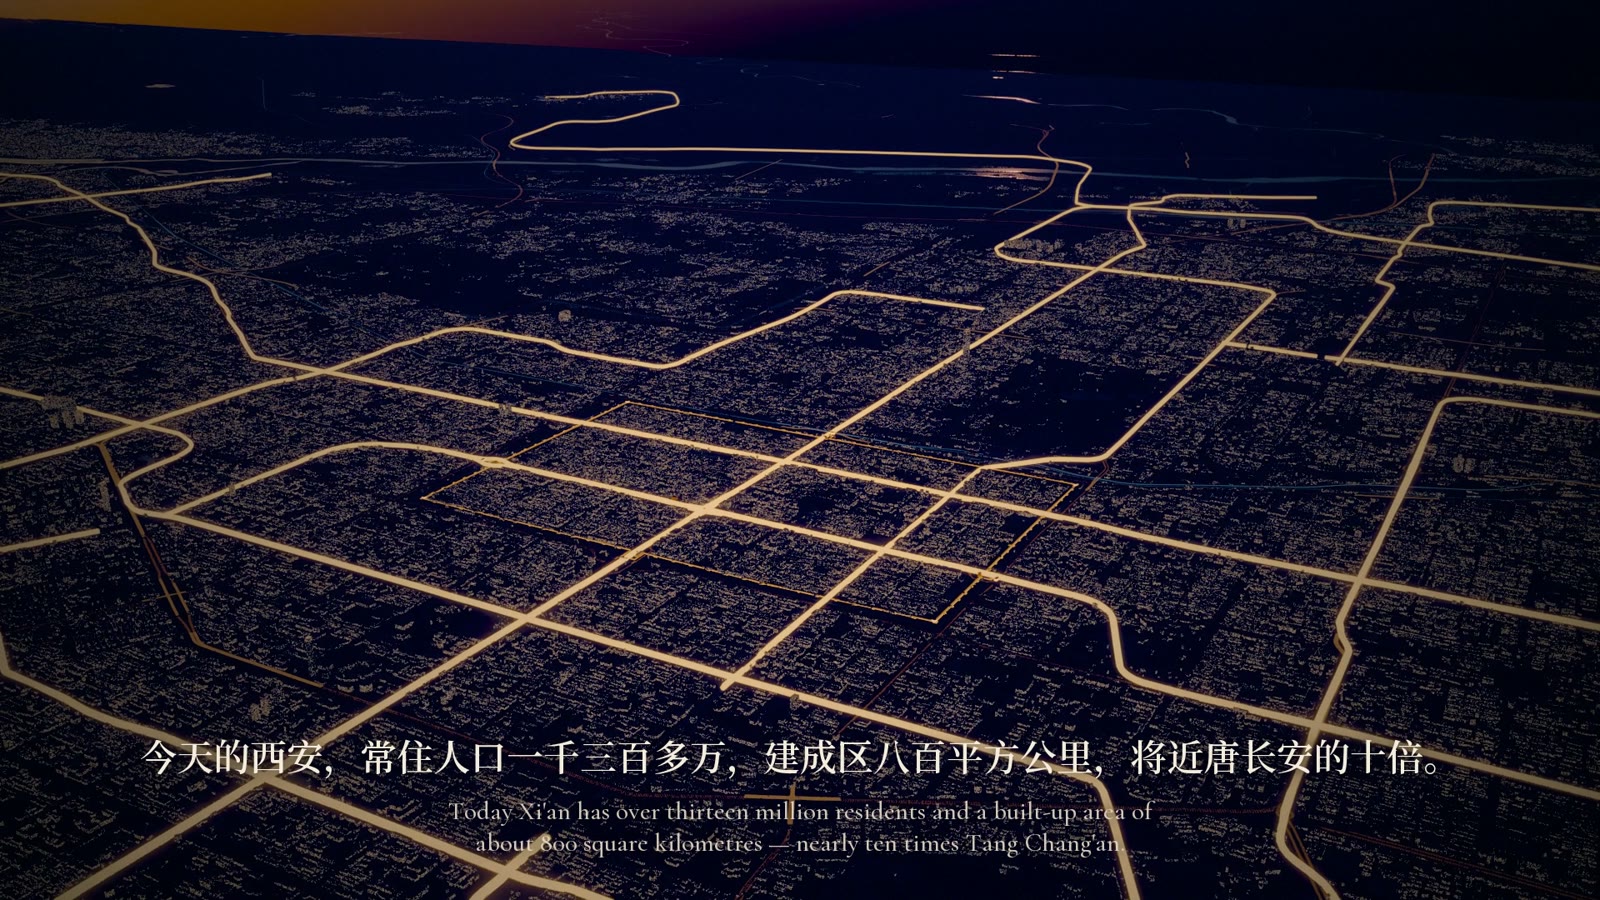 今天的西安，常住人口一千三百多万，建成区八百平方公里，将近唐长安的十倍。
Today Xi'an has over thirteen million residents and a built-up area of
about 800 square kilometres — nearly ten times Tang Chang'an.